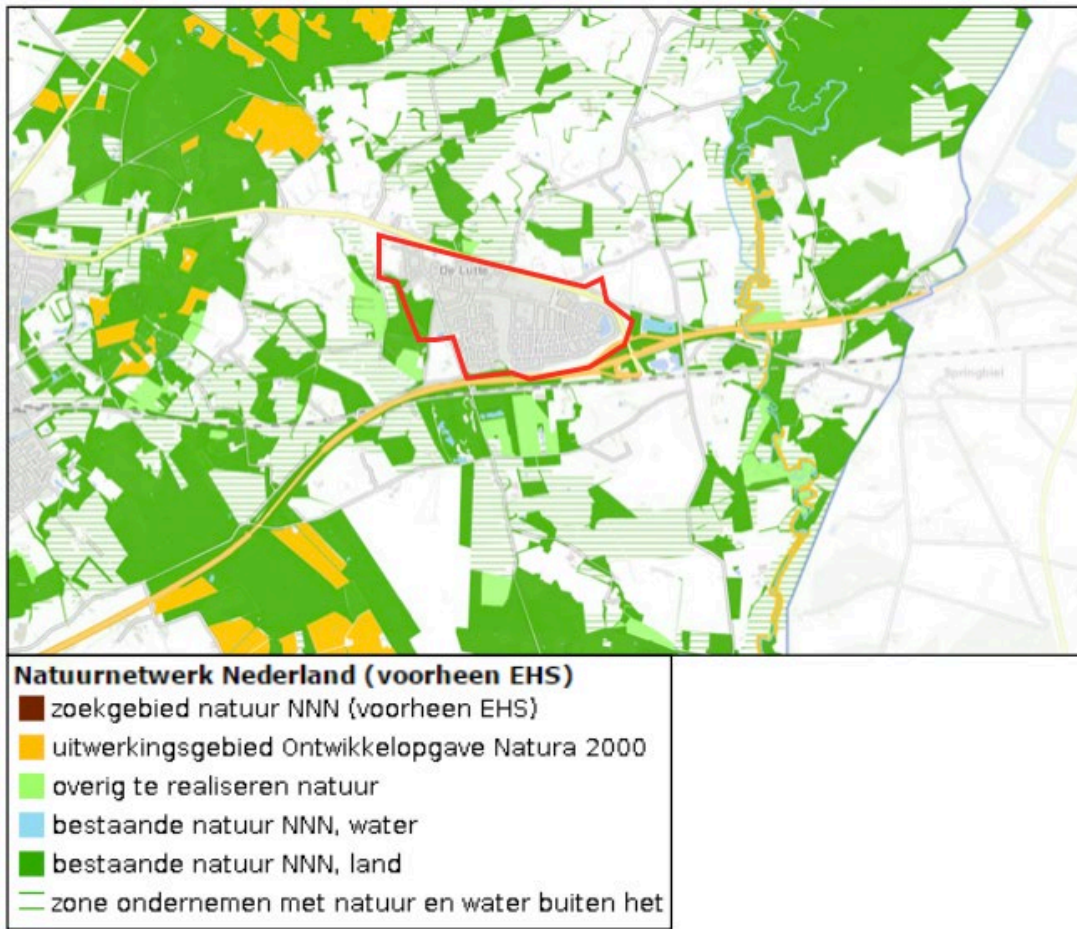 De Lutte
Springbiel
Natuurnetwerk Nederland (voorheen EHS)
zoekgebied natuur NNN (voorheen EHS)
uitwerkingsgebied Ontwikkelopgave Natura 2000
overig te realiseren natuur
bestaande natuur NNN, water
bestaande natuur NNN, land
zone ondernemen met natuur en water buiten het